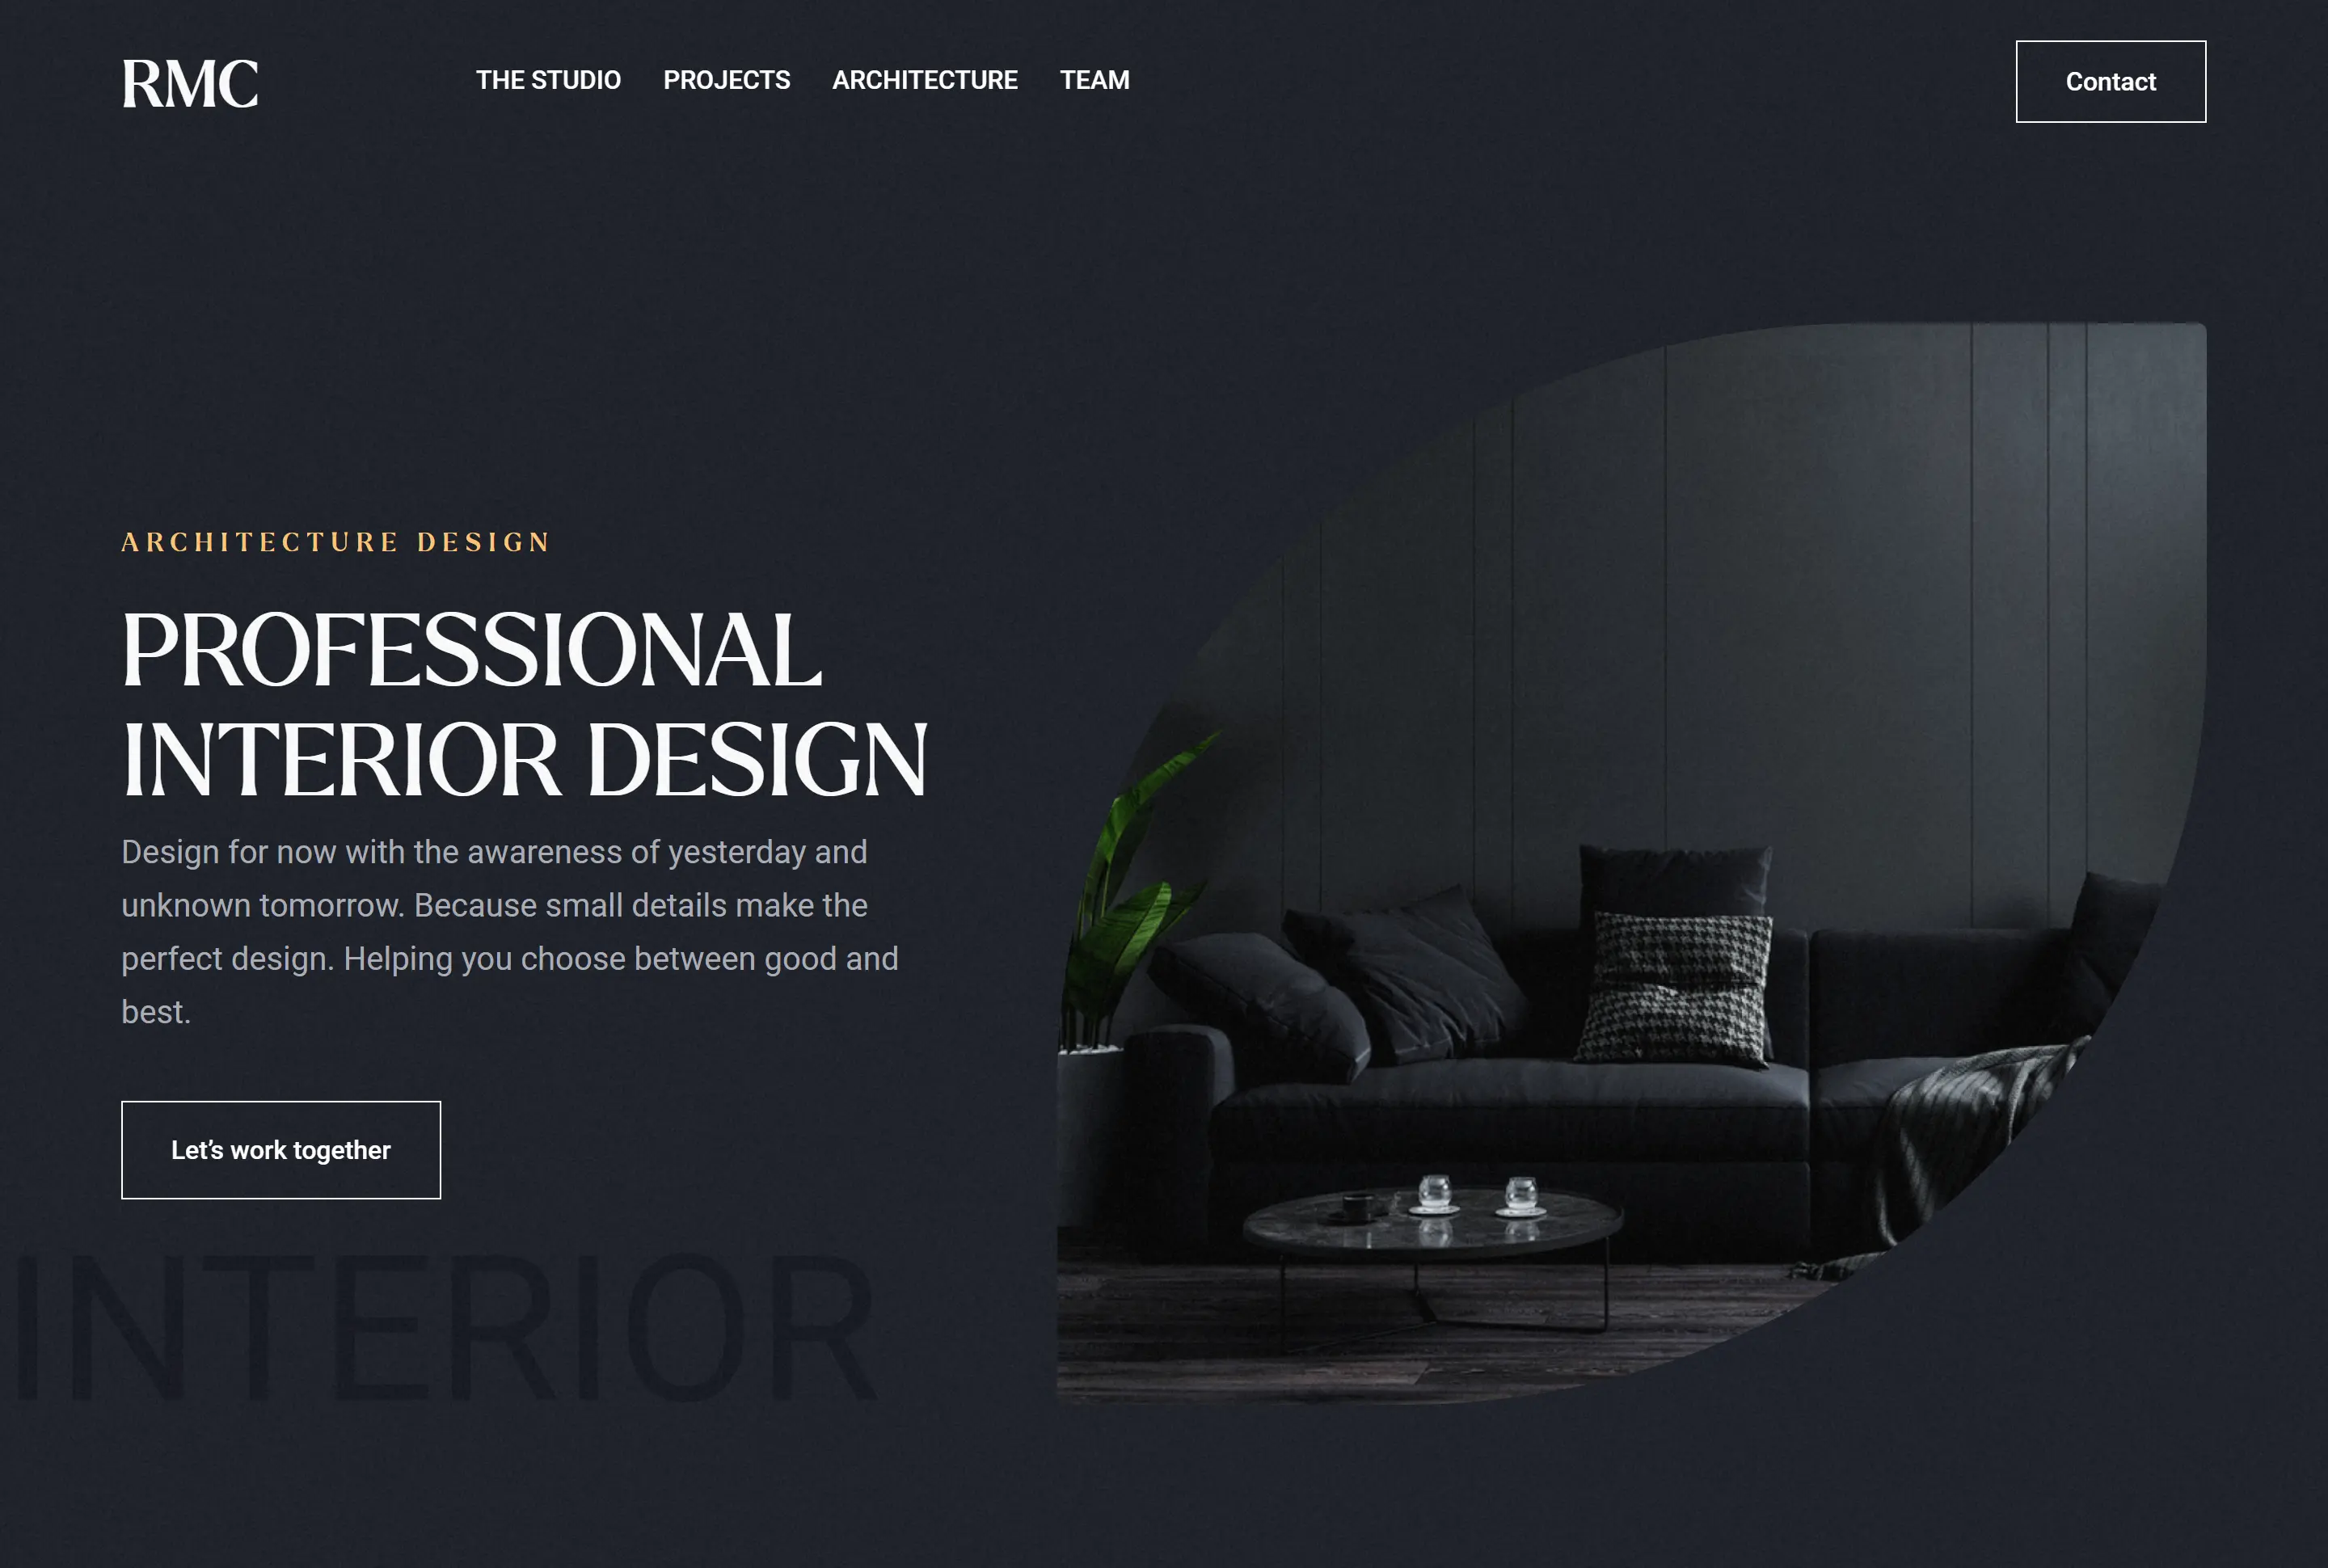 RMC
THE STUDIO PROJECTS ARCHITECTURE TEAM
Contact
ARCHITECTURE DESIGN
PROFESSIONAL
INTERIOR DESIGN
Design for now with the awareness of yesterday and
unknown tomorrow. Because small details make the
perfect design. Helping you choose between good and
best.
Let’s work together
INTERIOR